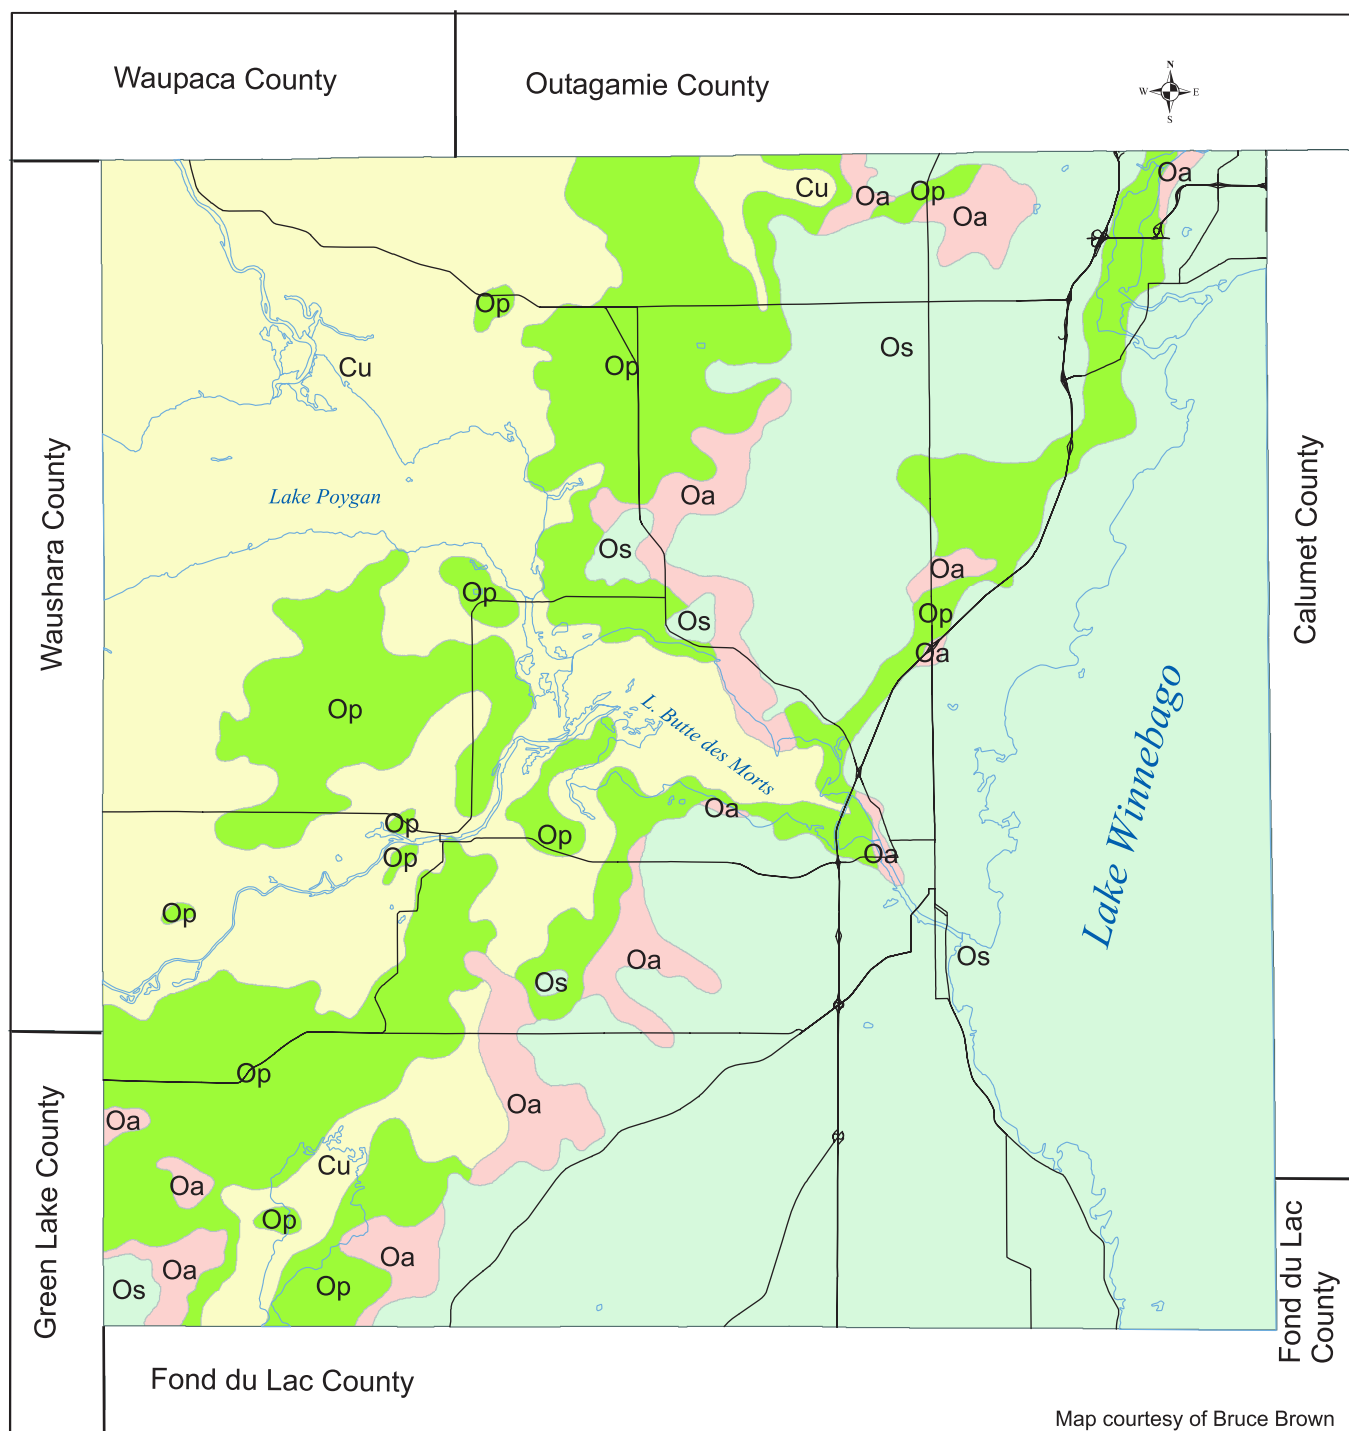 Waupaca County
Outagamie County
N
W
E
S
Cu
Oa
Op
Oa
Oa
Op
Cu
Op
Os
Waushara County
Lake Poygan
Oa
Os
Calumet County
Op
Oa
Os
Op
Oa
Op
L. Butte des Morts
Lake Winnebago
Oa
Op
Op
Op
Oa
Op
Os
Oa
Os
Op
Oa
Oa
Green Lake County
Cu
Oa
Op
Oa
Oa
Os
Op
Fond du Lac
County
Fond du Lac County
Map courtesy of Bruce Brown